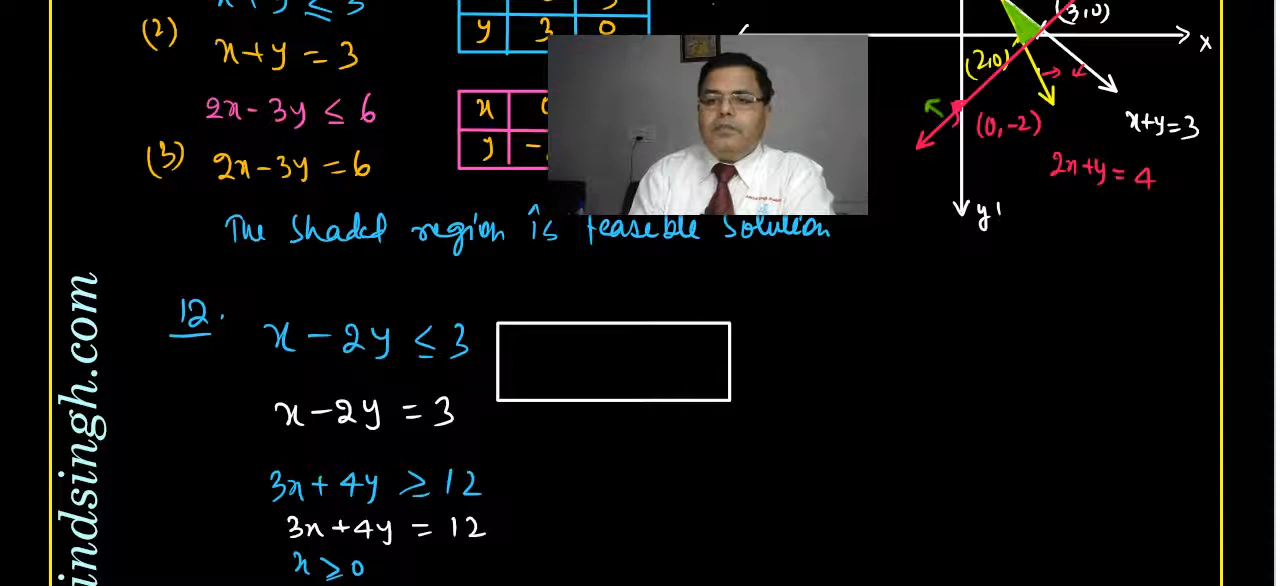 x + y ≤ 3
(2)
x + y = 3
y 3 0
2x - 3y ≤ 6
x 0
(3) 2x - 3y = 6
y
(3,0)
x
(2,0)
(0,-2)
x+y=3
2x+y=4
y'
The Shaded region is feasible solution
12.
x - 2y ≤ 3
x - 2y = 3
3x + 4y ≥ 12
3x + 4y = 12
x ≥ 0
indsingh.com